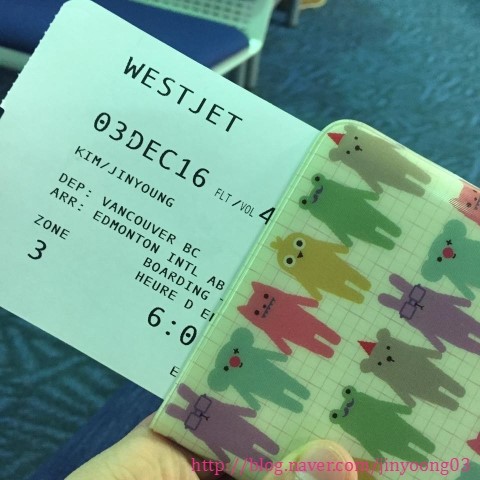 WESTJET
03DEC16 FLT/VOL 4
KIM/JINYOUNG
DEP: VANCOUVER BC
ARR: EDMONTON INTL AB
ZONE BOARDING
3 HEURE D
6:0
http://blog.naver.com/jinyoong03